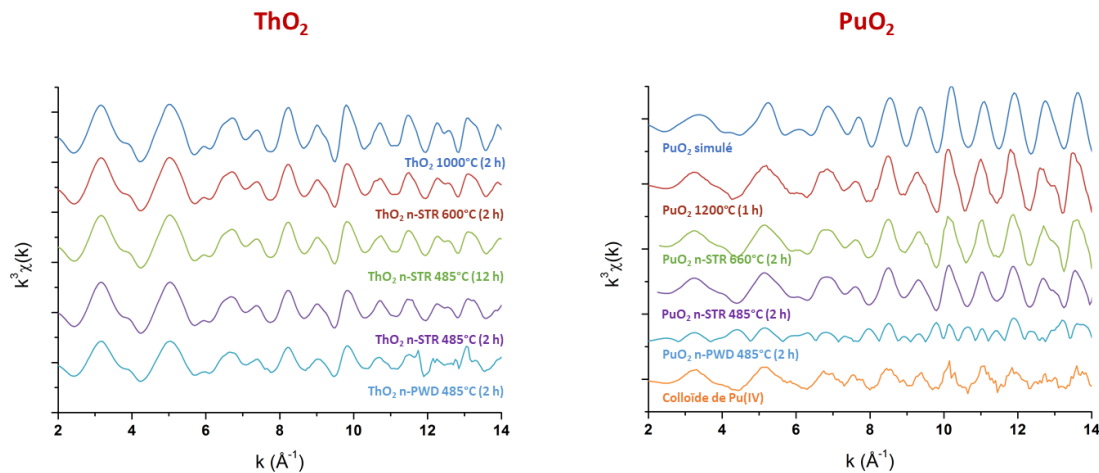 ThO₂
k³χ(k)
ThO₂ 1000°C (2 h)
ThO₂ n-STR 600°C (2 h)
ThO₂ n-STR 485°C (12 h)
ThO₂ n-STR 485°C (2 h)
ThO₂ n-PWD 485°C (2 h)
2 4 6 8 10 12 14
k (Å⁻¹)
PuO₂
k³χ(k)
PuO₂ simulé
PuO₂ 1200°C (1 h)
PuO₂ n-STR 660°C (2 h)
PuO₂ n-STR 485°C (2 h)
PuO₂ n-PWD 485°C (2 h)
Colloïde de Pu(IV)
2 4 6 8 10 12 14
k (Å⁻¹)